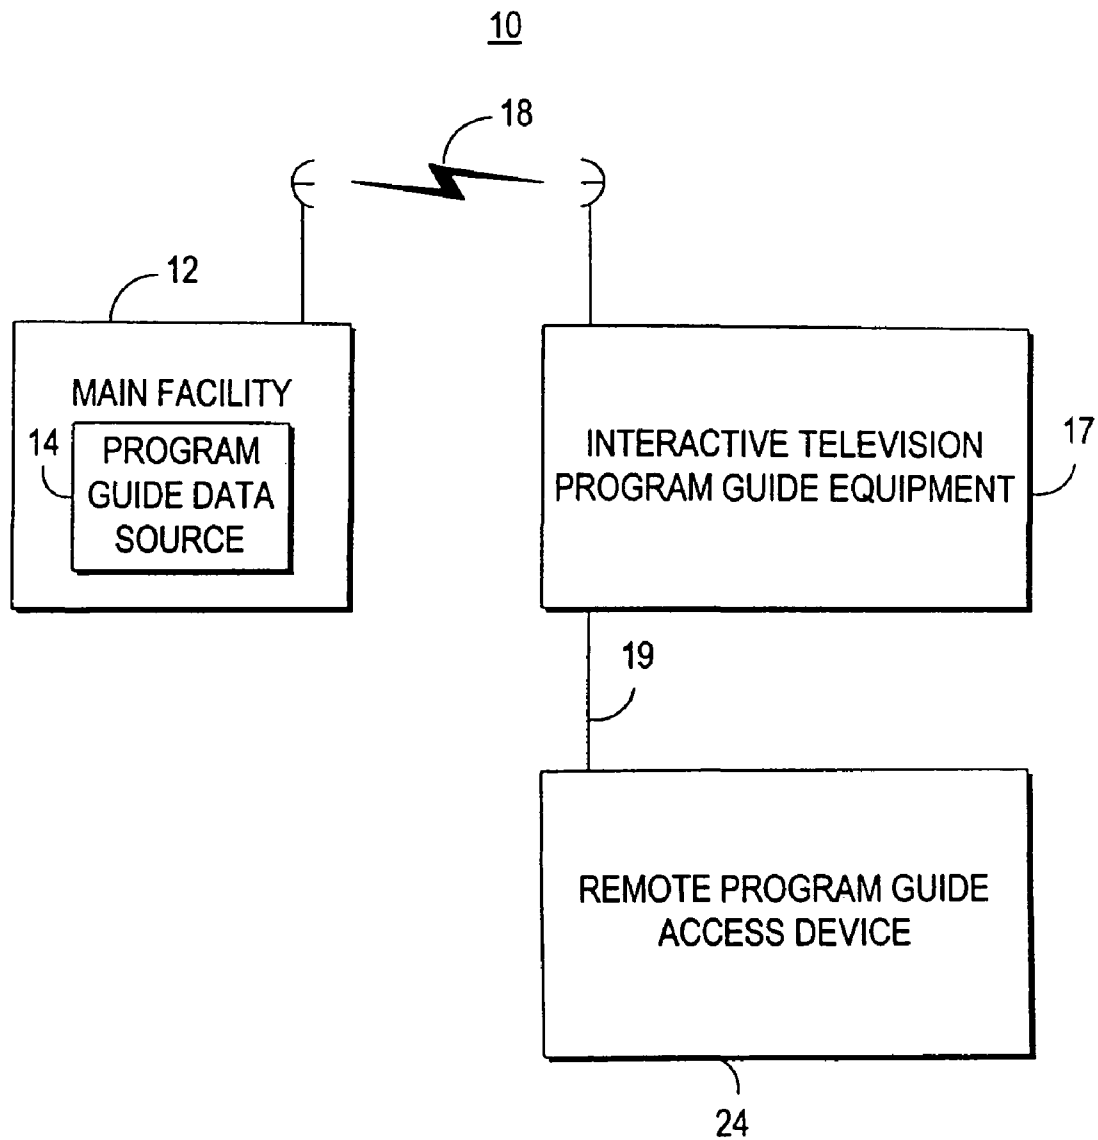 10
18
12
MAIN FACILITY
14
PROGRAM
GUIDE DATA
SOURCE
INTERACTIVE TELEVISION
PROGRAM GUIDE EQUIPMENT
17
19
REMOTE PROGRAM GUIDE
ACCESS DEVICE
24